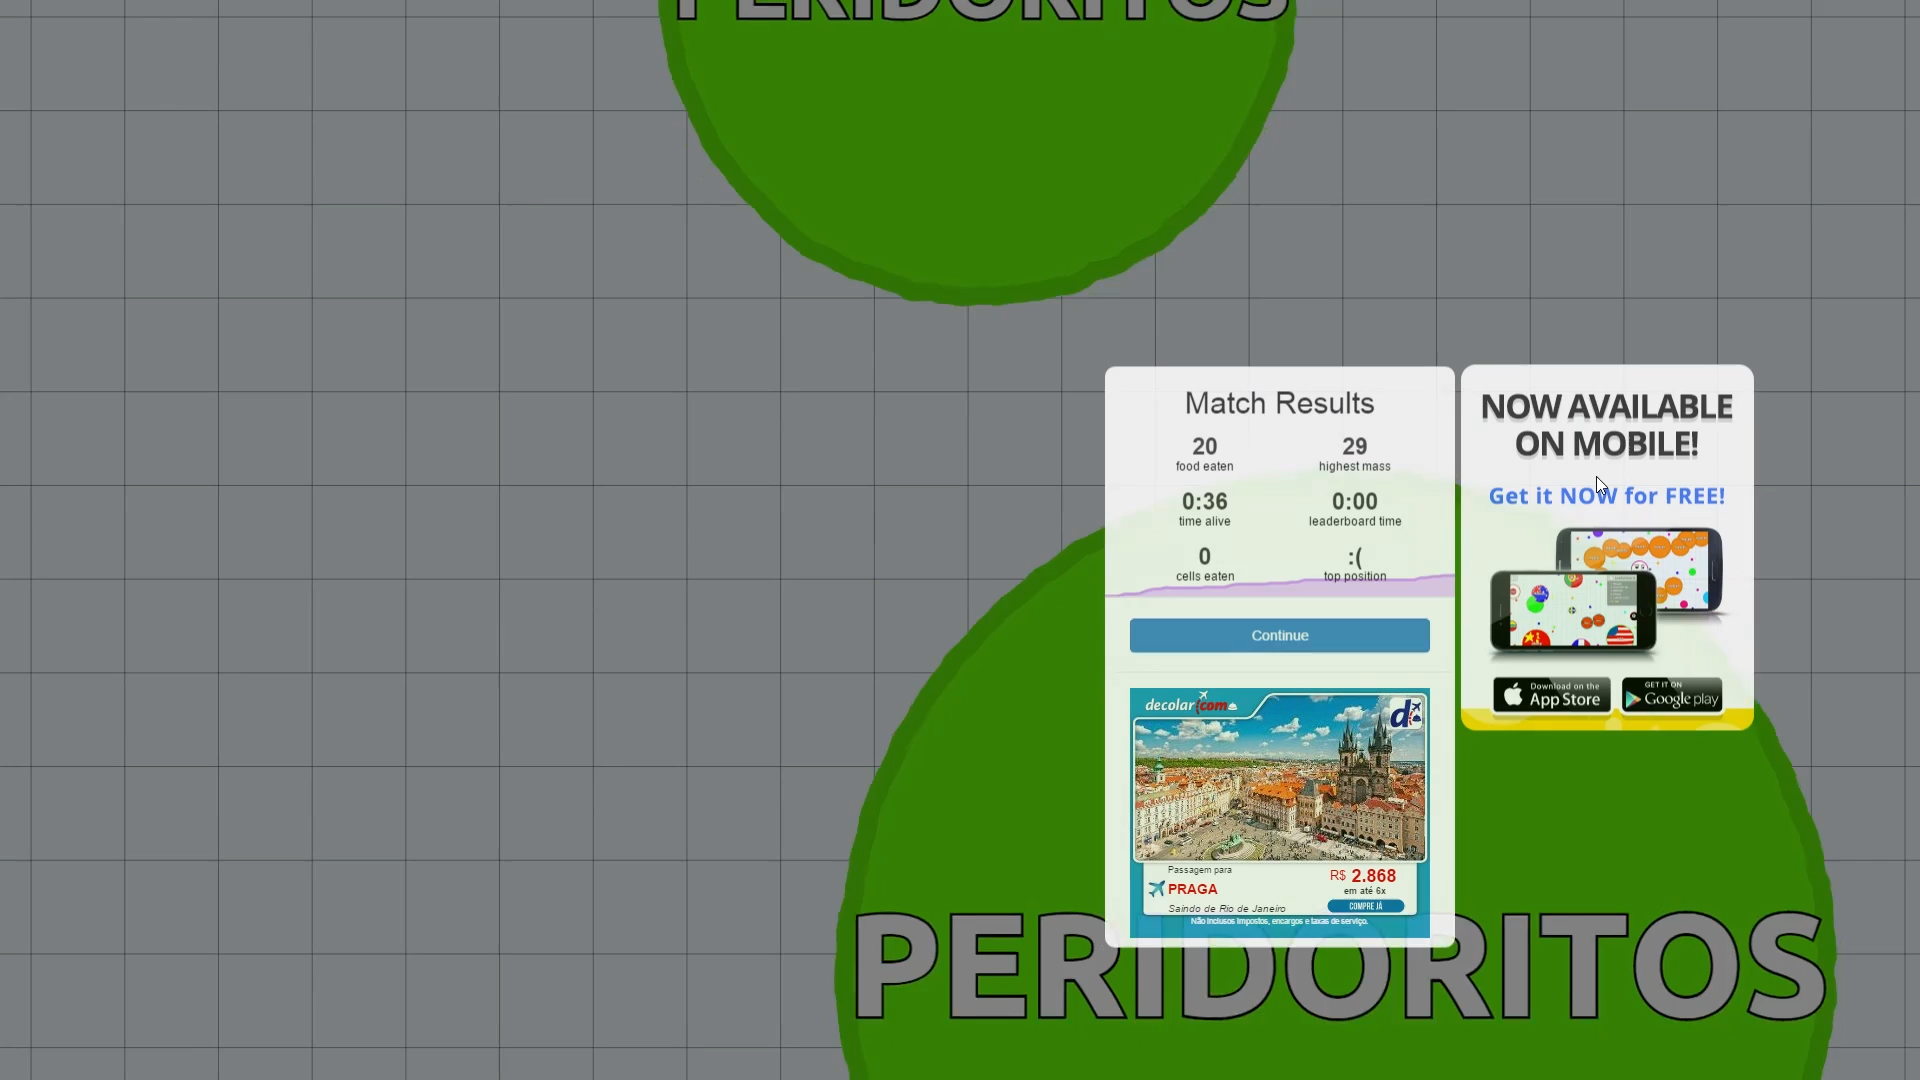 PERIDORITOS
Match Results
20
food eaten
29
highest mass
0:36
time alive
0:00
leaderboard time
0
cells eaten
:(
top position
Continue
decolar.com
d
Passagem para
PRAGA
Saindo de Rio de Janeiro
R$ 2.868
em até 6x
COMPRE JÁ
Não inclusos impostos, encargos e taxas de serviço.
NOW AVAILABLE
ON MOBILE!
Get it NOW for FREE!
Download on the
App Store
GET IT ON
Google play
PERIDORITOS